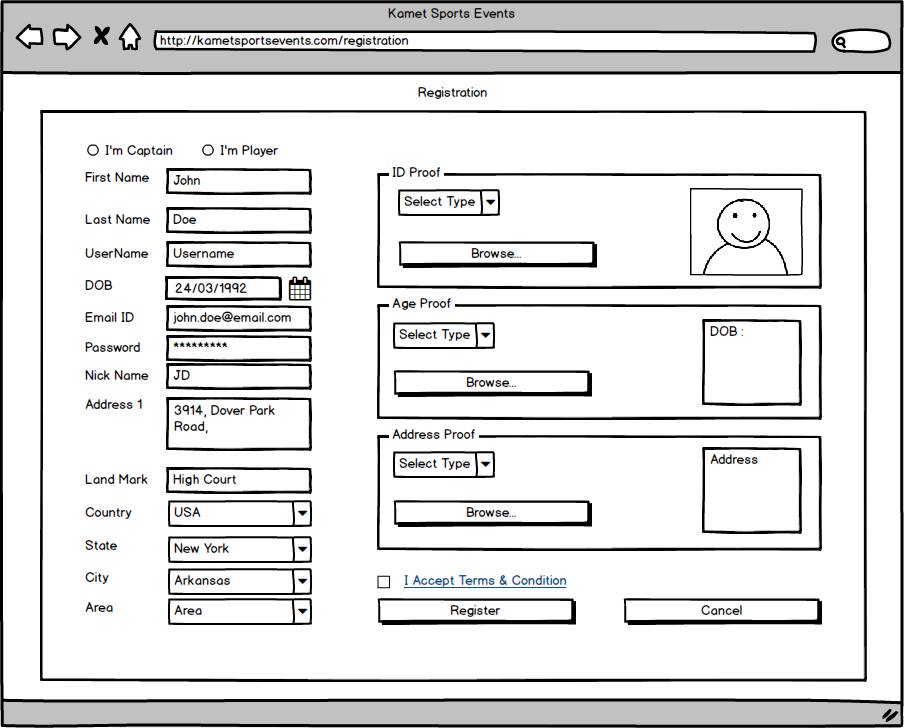 Kamet Sports Events
http://kametsportsevents.com/registration
Registration
I'm Captain I'm Player
First Name John
Last Name Doe
UserName Username
DOB 24/03/1992
Email ID john.doe@email.com
Password *********
Nick Name JD
Address 1 3914, Dover Park
Road,
Land Mark High Court
Country USA
State New York
City Arkansas
Area Area
ID Proof
Select Type
Browse...
Age Proof
Select Type
DOB :
Browse...
Address Proof
Select Type
Address
Browse...
I Accept Terms & Condition
Register Cancel